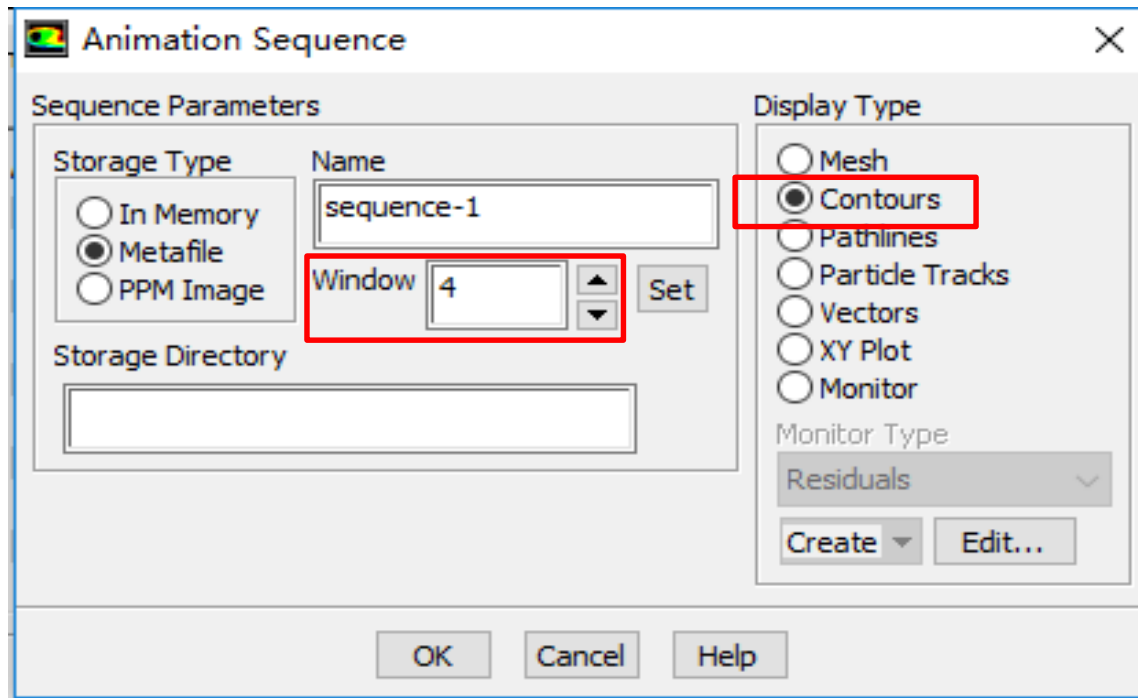 Animation Sequence
Sequence Parameters
Storage Type
In Memory
Metafile
PPM Image
Name
sequence-1
Window 4 Set
Storage Directory
Display Type
Mesh
Contours
Pathlines
Particle Tracks
Vectors
XY Plot
Monitor
Monitor Type
Residuals
Create Edit...
OK Cancel Help